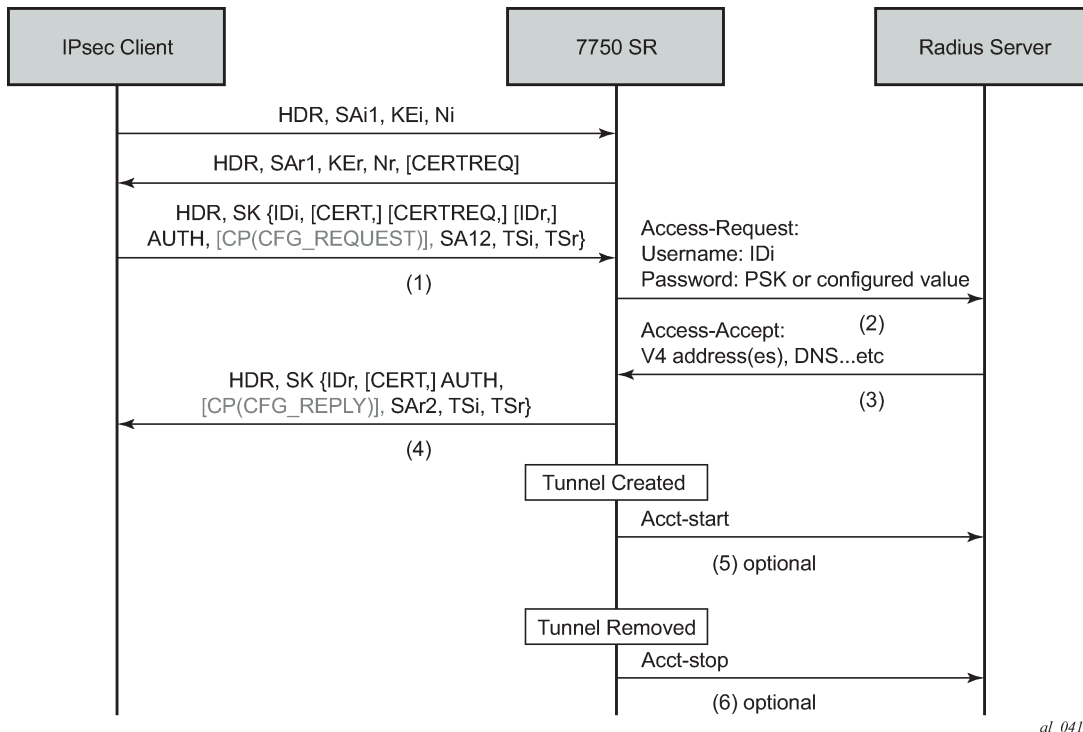 IPsec Client
7750 SR
Radius Server
HDR, SAi1, KEi, Ni
HDR, SAr1, KEr, Nr, [CERTREQ]
HDR, SK {IDi, [CERT,] [CERTREQ,] [IDr,]
AUTH, [CP(CFG_REQUEST)], SA12, TSi, TSr}
(1)
Access-Request:
Username: IDi
Password: PSK or configured value
(2)
Access-Accept:
V4 address(es), DNS...etc
(3)
HDR, SK {IDr, [CERT,] AUTH,
[CP(CFG_REPLY)], SAr2, TSi, TSr}
(4)
Tunnel Created
Acct-start
(5) optional
Tunnel Removed
Acct-stop
(6) optional
al_041